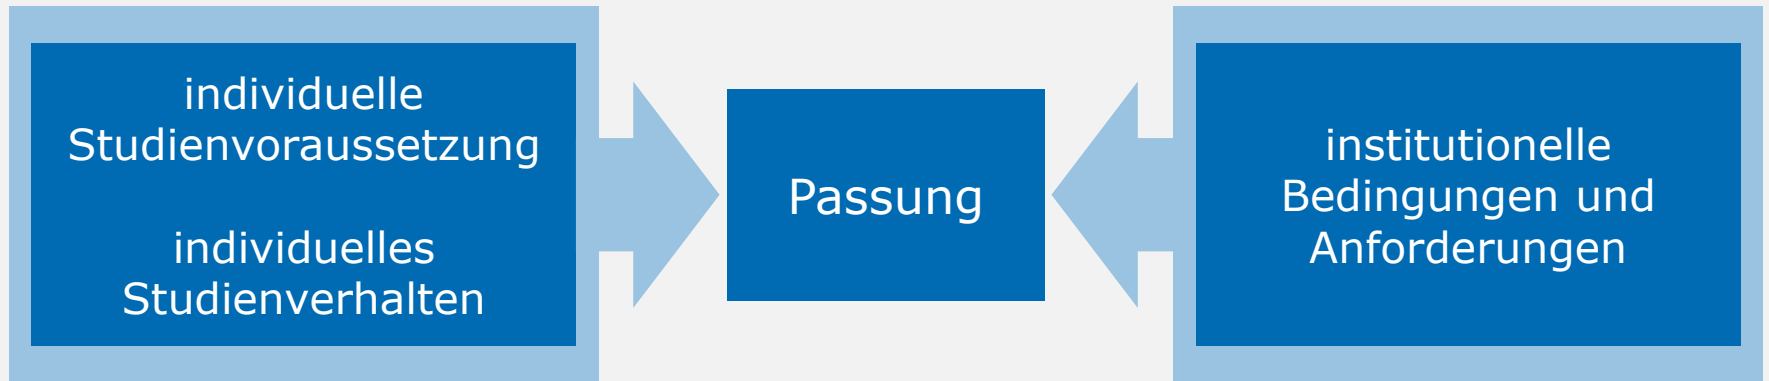 individuelle
Studienvoraussetzung
individuelles
Studienverhalten
Passung
institutionelle
Bedingungen und
Anforderungen